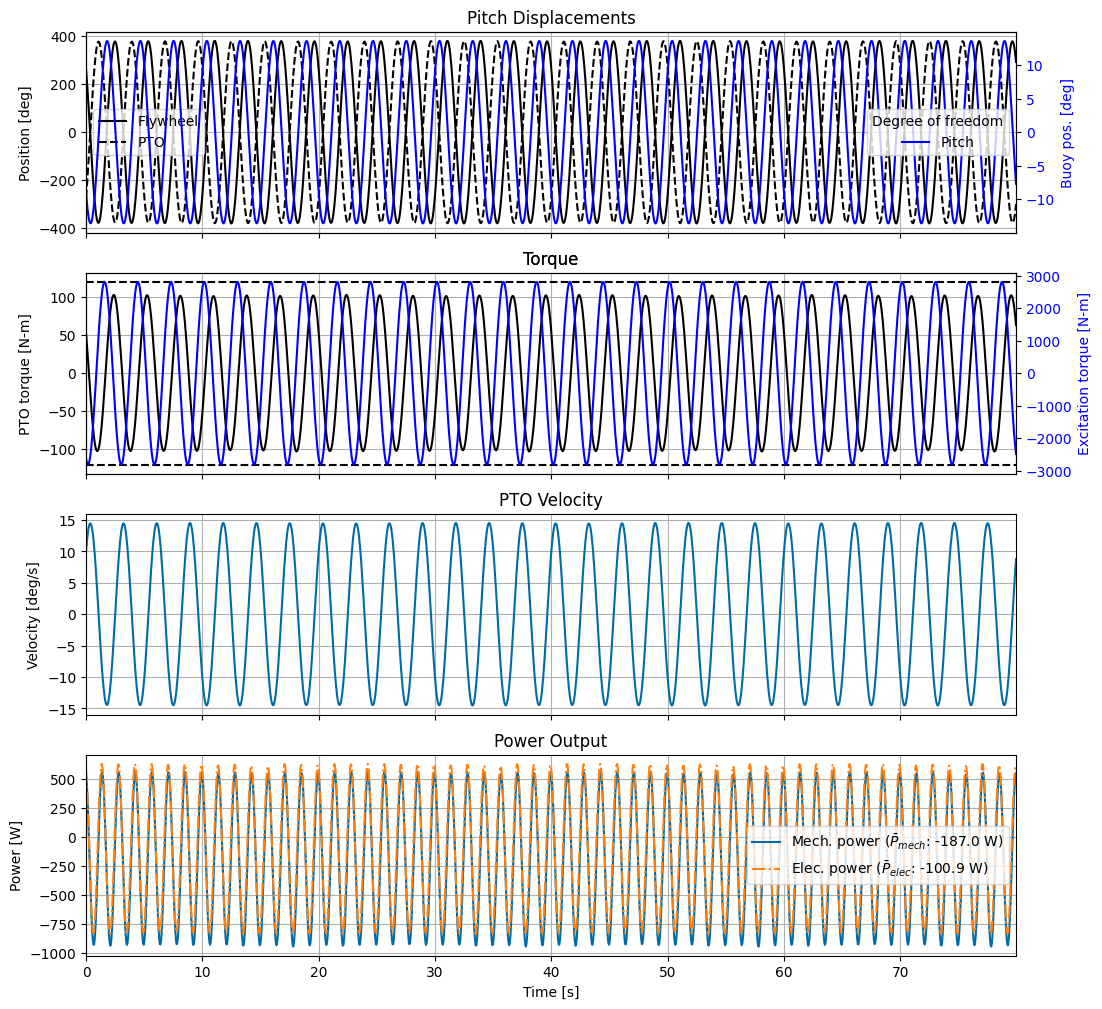 Pitch Displacements
400
200
0
−200
−400
Position [deg]
Flywheel
PTO
Degree of freedom
Pitch
10
5
0
−5
−10
Buoy pos. [deg]
Torque
100
50
0
−50
−100
PTO torque [N-m]
3000
2000
1000
0
−1000
−2000
−3000
Excitation torque [N-m]
PTO Velocity
15
10
5
0
−5
−10
−15
Velocity [deg/s]
Power Output
500
250
0
−250
−500
−750
−1000
Power [W]
Mech. power (P̄mech: -187.0 W)
Elec. power (P̄elec: -100.9 W)
0 10 20 30 40 50 60 70
Time [s]